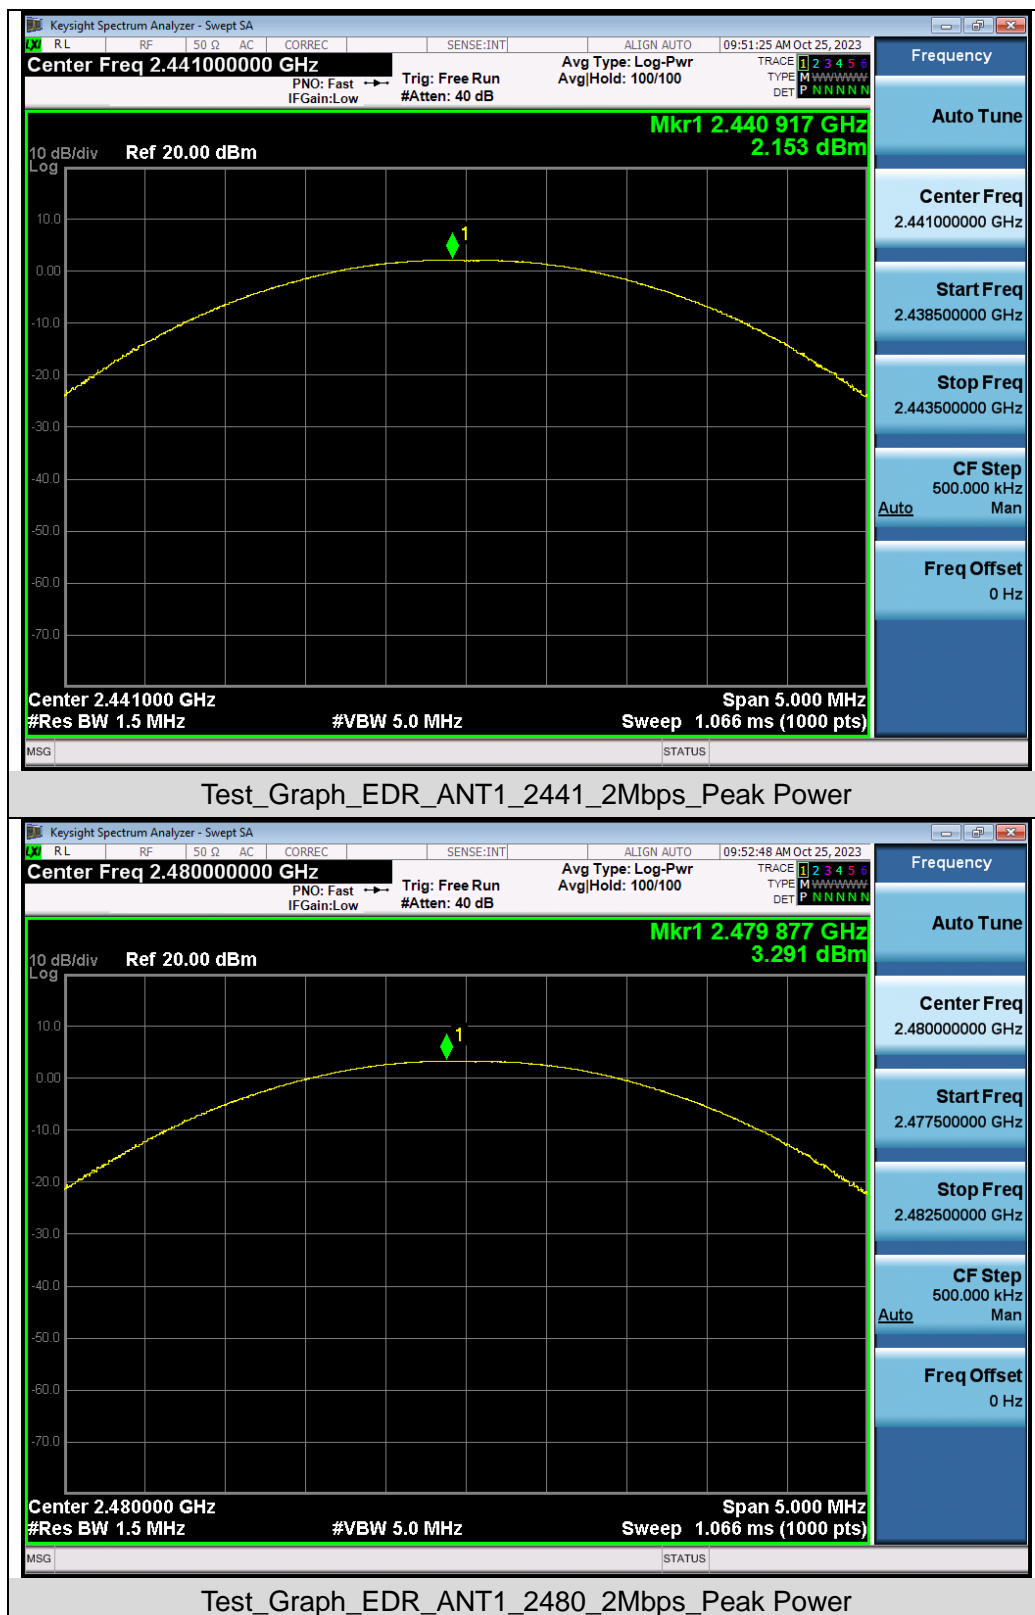 Keysight Spectrum Analyzer - Swept SA
LXI RL RF 50 Ω AC CORREC SENSE:INT ALIGN AUTO 09:51:25 AM Oct 25, 2023
Center Freq 2.441000000 GHz
PNO: Fast
IFGain:Low
Trig: Free Run
#Atten: 40 dB
Avg Type: Log-Pwr
Avg|Hold: 100/100
TRACE 1 2 3 4 5 6
TYPE M WWWWW
DET P N N N N N
Mkr1 2.440 917 GHz
2.153 dBm
10 dB/div Ref 20.00 dBm
Log
10.0
0.00
-10.0
-20.0
-30.0
-40.0
-50.0
-60.0
-70.0
1
Center 2.441000 GHz Span 5.000 MHz
#Res BW 1.5 MHz #VBW 5.0 MHz Sweep 1.066 ms (1000 pts)
MSG STATUS
Frequency
Auto Tune
Center Freq
2.441000000 GHz
Start Freq
2.438500000 GHz
Stop Freq
2.443500000 GHz
CF Step
500.000 kHz
Auto Man
Freq Offset
0 Hz
Test_Graph_EDR_ANT1_2441_2Mbps_Peak Power
Keysight Spectrum Analyzer - Swept SA
LXI RL RF 50 Ω AC CORREC SENSE:INT ALIGN AUTO 09:52:48 AM Oct 25, 2023
Center Freq 2.480000000 GHz
PNO: Fast
IFGain:Low
Trig: Free Run
#Atten: 40 dB
Avg Type: Log-Pwr
Avg|Hold: 100/100
TRACE 1 2 3 4 5 6
TYPE M WWWWW
DET P N N N N N
Mkr1 2.479 877 GHz
3.291 dBm
10 dB/div Ref 20.00 dBm
Log
10.0
0.00
-10.0
-20.0
-30.0
-40.0
-50.0
-60.0
-70.0
1
Center 2.480000 GHz Span 5.000 MHz
#Res BW 1.5 MHz #VBW 5.0 MHz Sweep 1.066 ms (1000 pts)
MSG STATUS
Frequency
Auto Tune
Center Freq
2.480000000 GHz
Start Freq
2.477500000 GHz
Stop Freq
2.482500000 GHz
CF Step
500.000 kHz
Auto Man
Freq Offset
0 Hz
Test_Graph_EDR_ANT1_2480_2Mbps_Peak Power